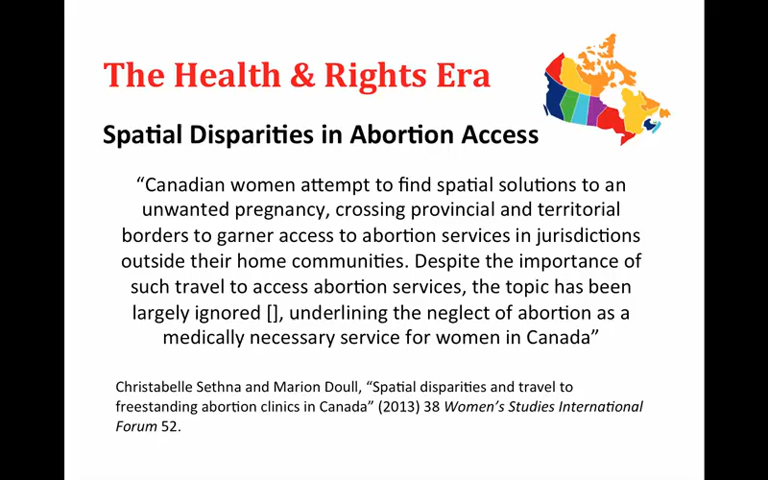 The Health & Rights Era
Spatial Disparities in Abortion Access
“Canadian women attempt to find spatial solutions to an
unwanted pregnancy, crossing provincial and territorial
borders to garner access to abortion services in jurisdictions
outside their home communities. Despite the importance of
such travel to access abortion services, the topic has been
largely ignored [], underlining the neglect of abortion as a
medically necessary service for women in Canada”
Christabelle Sethna and Marion Doull, “Spatial disparities and travel to
freestanding abortion clinics in Canada” (2013) 38 Women’s Studies International
Forum 52.